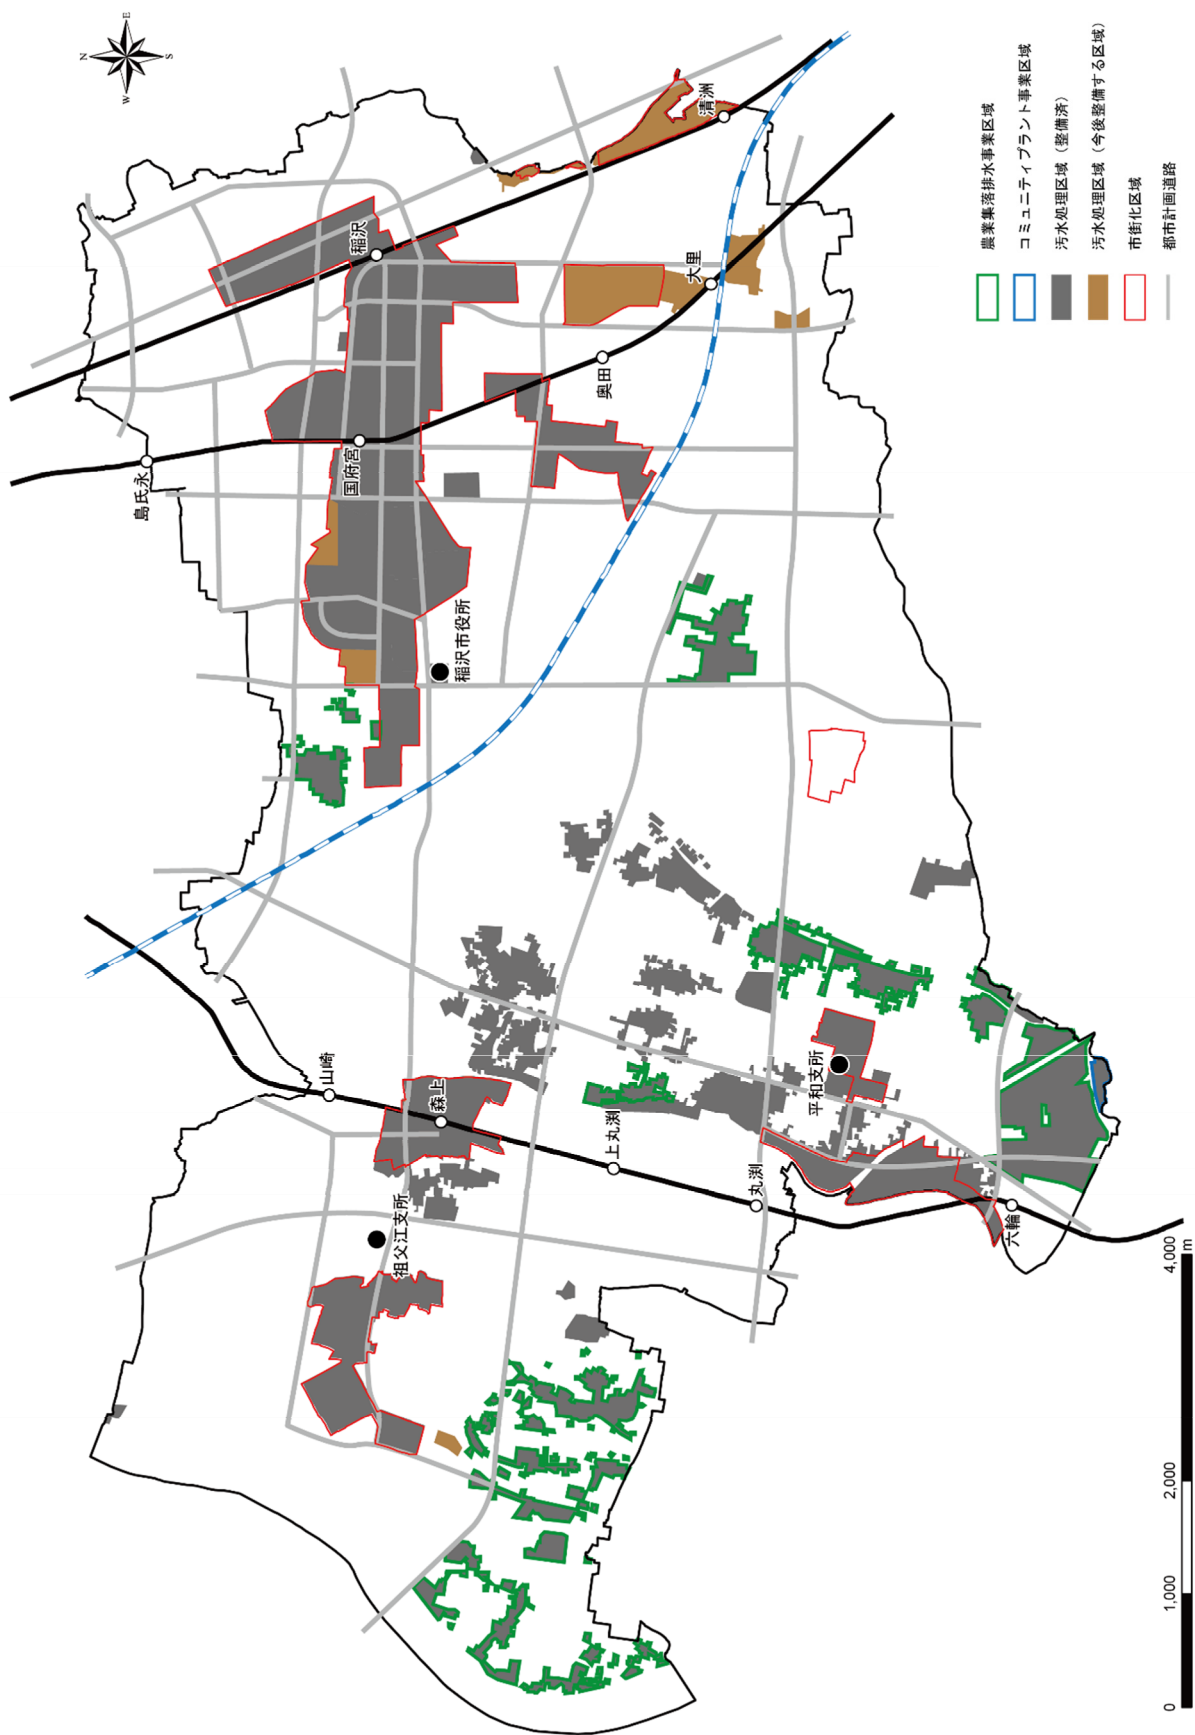 N
E
W
S
島氏永
国府宮
稲沢
清洲
大里
奥田
稲沢市役所
山崎
森上
上丸渕
丸渕
六輪
祖父江支所
平和支所
農業集落排水事業区域
コミュニティプラント事業区域
汚水処理区域（整備済）
汚水処理区域（今後整備する区域）
市街化区域
都市計画道路
0 1,000 2,000 4,000
m